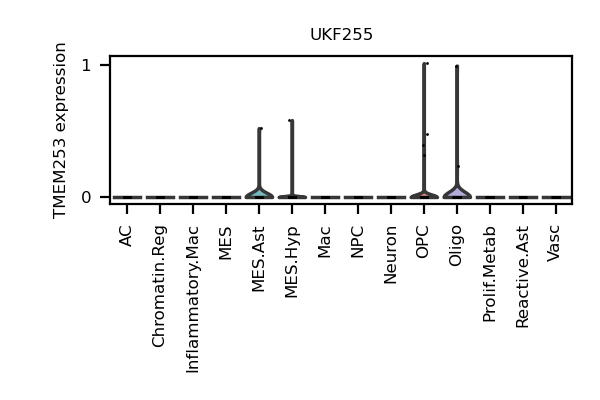 UKF255
TMEM253 expression
1
0
AC
Chromatin.Reg
Inflammatory.Mac
MES
MES.Ast
MES.Hyp
Mac
NPC
Neuron
OPC
Oligo
Prolif.Metab
Reactive.Ast
Vasc